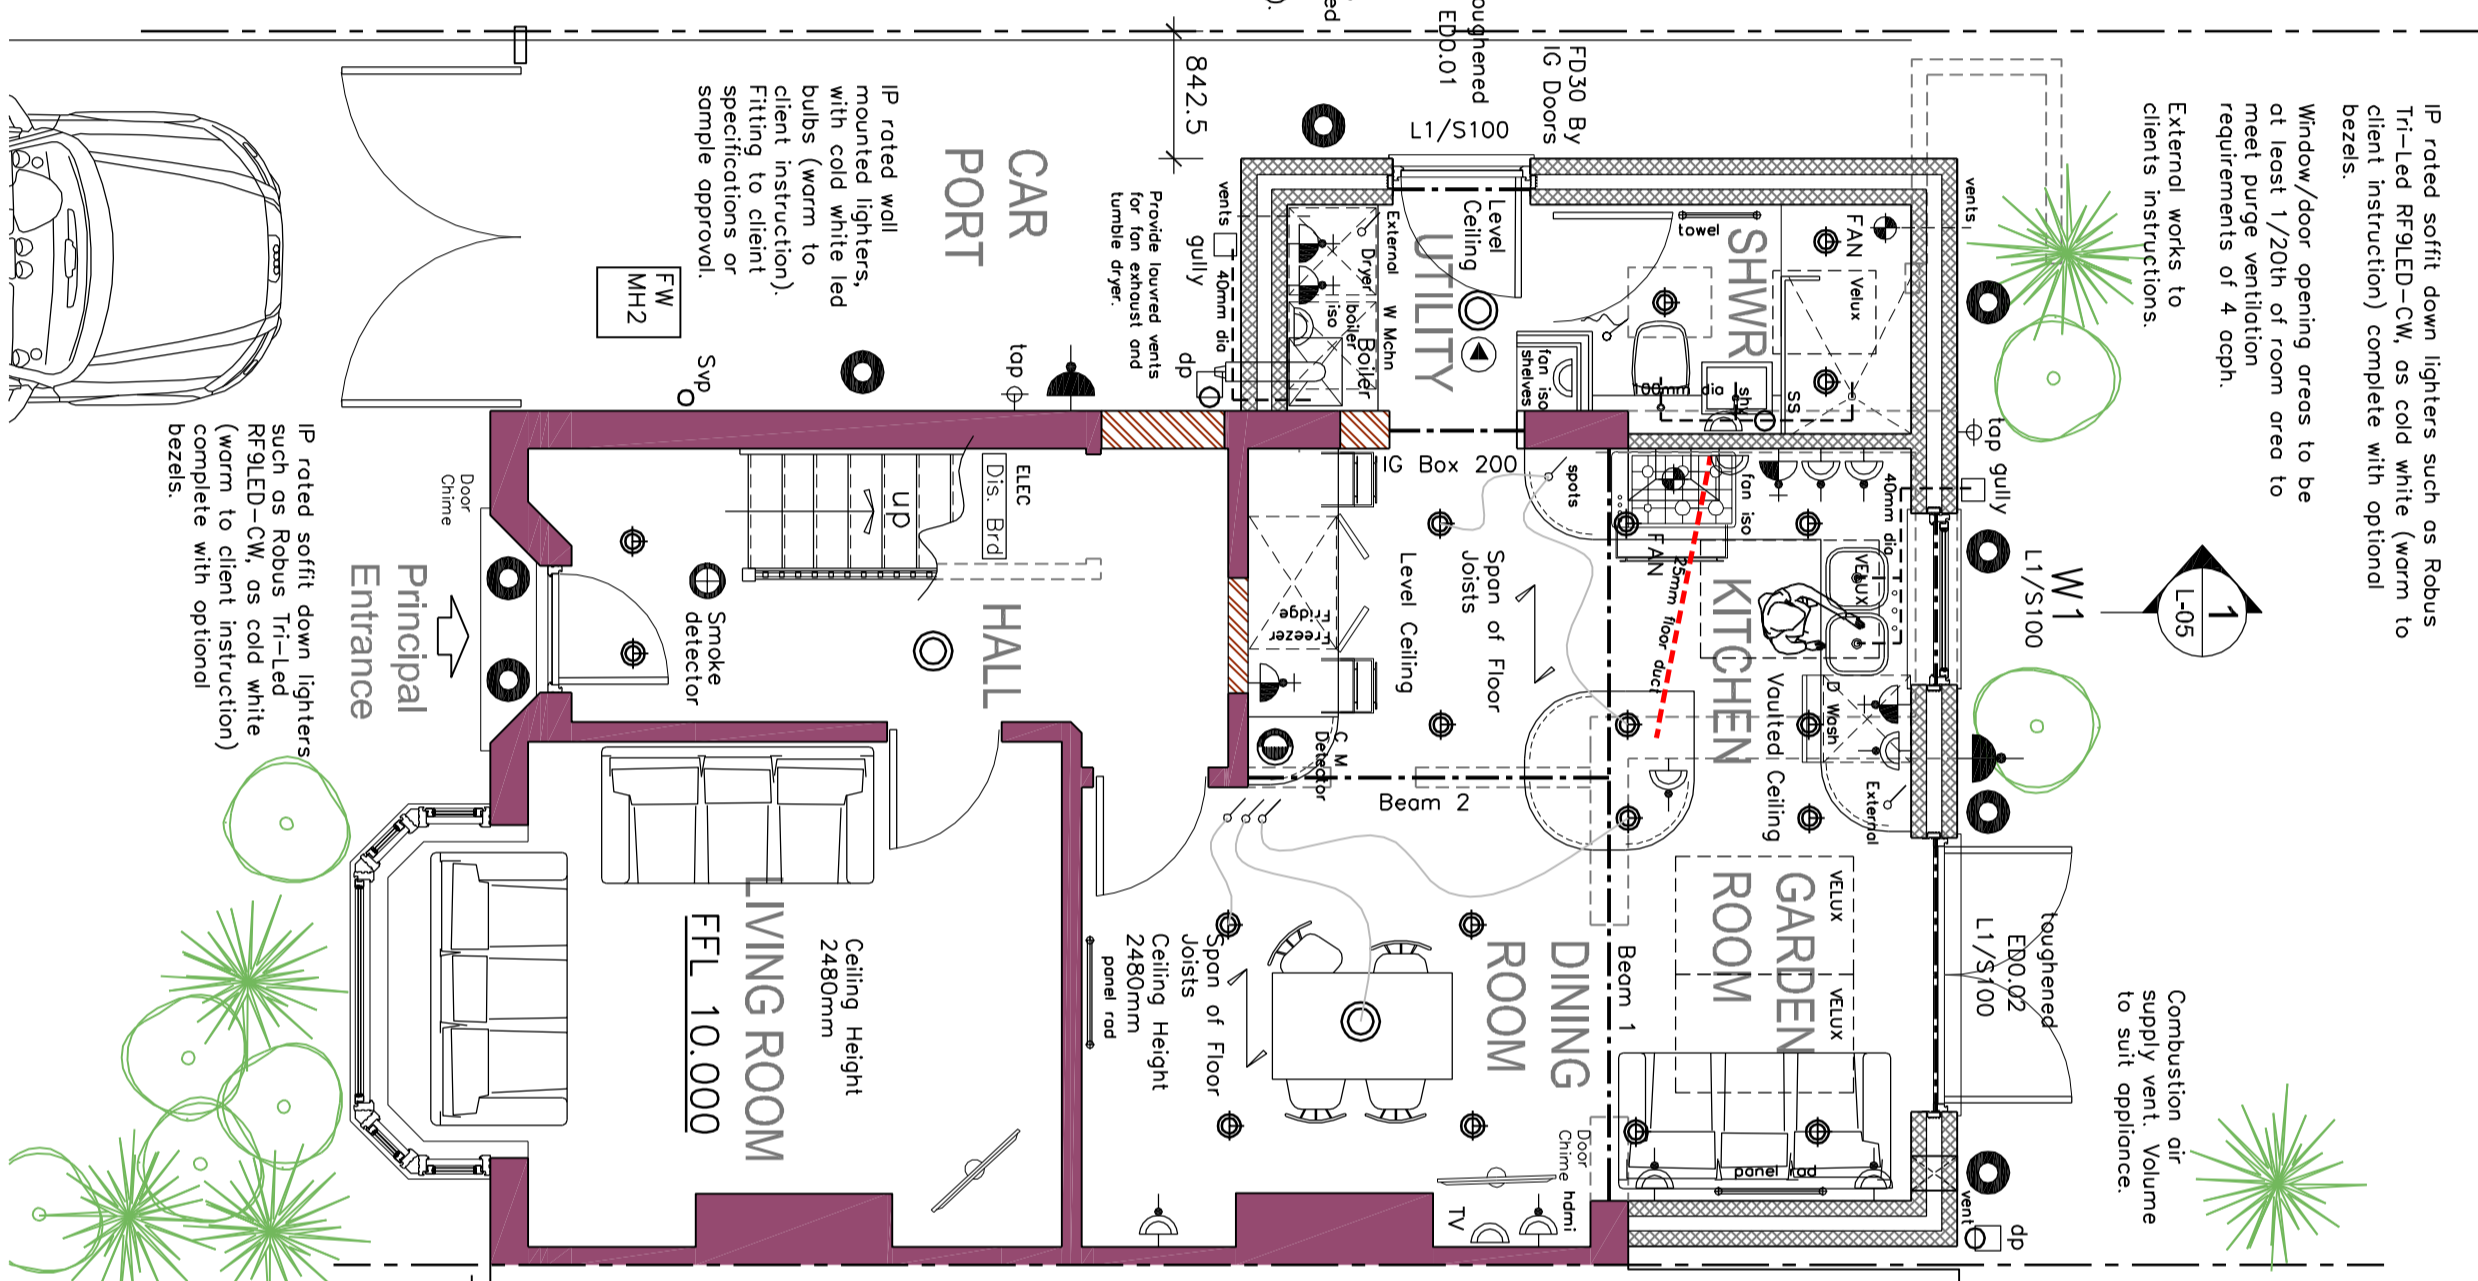 IP rated soffit down lighters such as Robus
Tri-Led RF9LED-CW, as cold white (warm to
client instruction) complete with optional
bezels.
Window/door opening areas to be
at least 1/20th of room area to
meet purge ventilation
requirements of 4 acph.
External works to
clients instructions.
1
L-05
W1
L1/S100
tap gully
vents
toughened
ED0.02
L1/S100
Combustion air
supply vent. Volume
to suit appliance.
dp
vent
FD30 By
IG Doors
oughened
ED0.01
L1/S100
ed
).
842.5
FAN
Velux
SHWR
towel
ss
shx
fan iso
shelves
Level
Ceiling
UTILITY
External
W Mchn
Dryer
boiler
iso
Boiler
vents
gully
40mm dia
dp
Provide louvred vents
for fan exhaust and
tumble dryer.
CAR
PORT
IP rated wall
mounted lighters,
with cold white led
bulbs (warm to
client instruction).
Fitting to client
specifications or
sample approval.
FW
MH2
Svp
tap
40mm dia
fan iso
FAN
VELUX
25mm floor duct
KITCHEN
Vaulted Ceiling
D Wash
External
spots
IG Box 200
Span of Floor
Joists
Level Ceiling
Fridge
Freezer
C M
Detector
Beam 2
ELEC
Dis. Brd
up
HALL
Smoke
detector
Door
Chime
Principal
Entrance
IP rated soffit down lighters
such as Robus Tri-Led
RF9LED-CW, as cold white
(warm to client instruction)
complete with optional
bezels.
VELUX
VELUX
GARDEN
ROOM
Beam 1
panel rad
DINING
ROOM
Span of Floor
Joists
Ceiling Height
2480mm
panel rad
Door
Chime
hdmi
TV
Ceiling Height
2480mm
LIVING ROOM
FFL 10.000